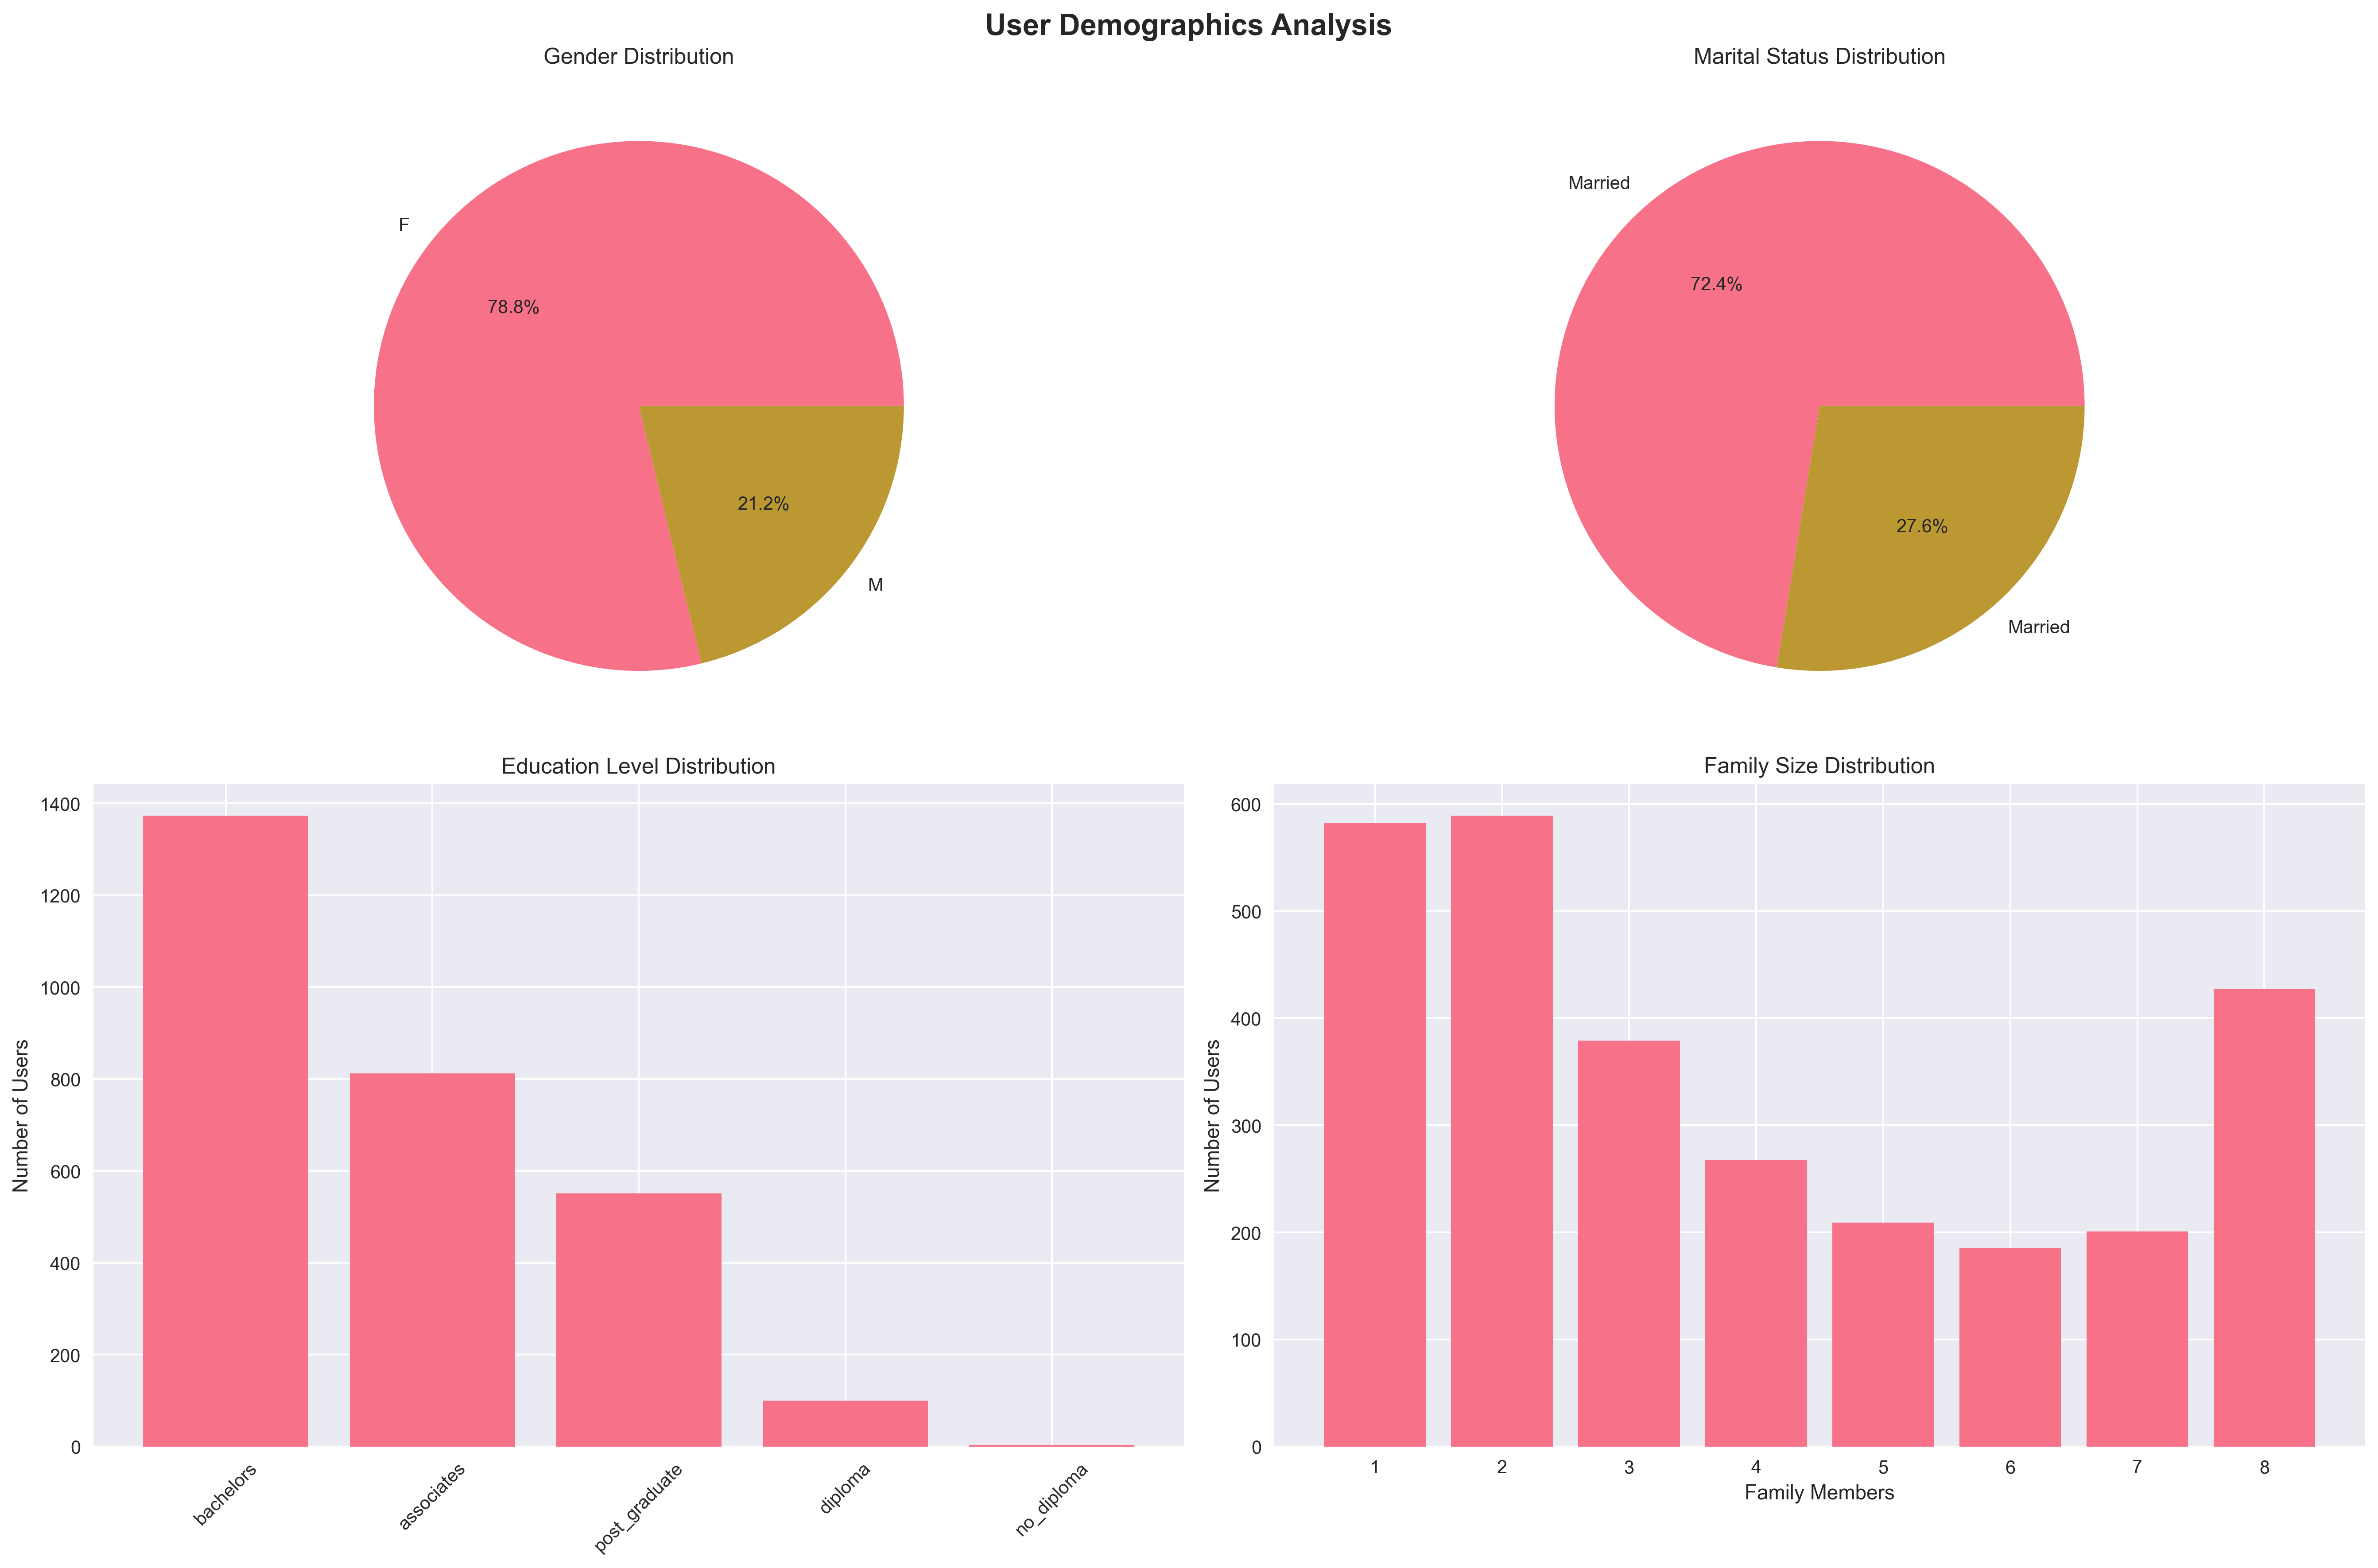 User Demographics Analysis
Gender Distribution
F
78.8%
21.2%
M
Marital Status Distribution
Married
72.4%
27.6%
Married
Education Level Distribution
Number of Users
1400
1200
1000
800
600
400
200
0
bachelors
associates
post_graduate
diploma
no_diploma
Family Size Distribution
Number of Users
600
500
400
300
200
100
0
1 2 3 4 5 6 7 8
Family Members